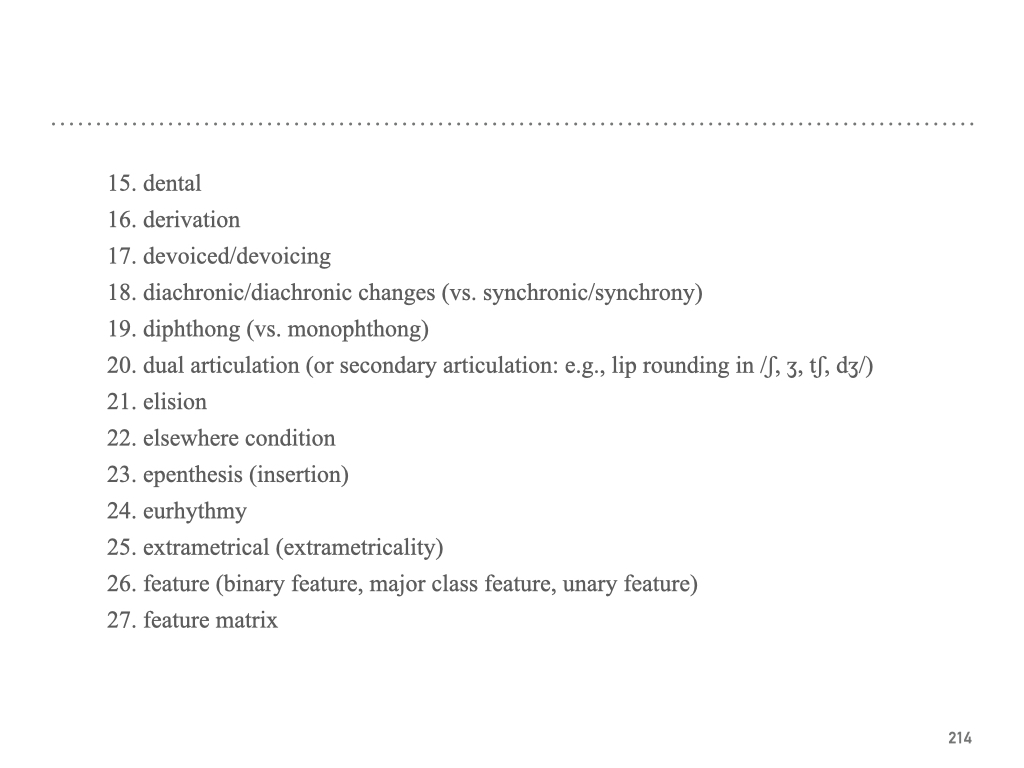 15. dental
16. derivation
17. devoiced/devoicing
18. diachronic/diachronic changes (vs. synchronic/synchrony)
19. diphthong (vs. monophthong)
20. dual articulation (or secondary articulation: e.g., lip rounding in /ʃ, ʒ, tʃ, dʒ/)
21. elision
22. elsewhere condition
23. epenthesis (insertion)
24. eurhythmy
25. extrametrical (extrametricality)
26. feature (binary feature, major class feature, unary feature)
27. feature matrix
214